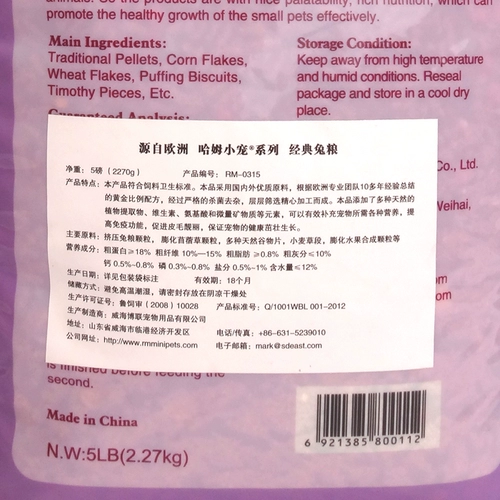 animals. So the products are with nice palatability, rich nutrition, which can
promote the healthy growth of the small pets effectively.
Main Ingredients:
Traditional Pellets, Corn Flakes,
Wheat Flakes, Puffing Biscuits,
Timothy Pieces, Etc.
Guaranteed Analysis:
Storage Condition:
Keep away from high temperature
and humid conditions. Reseal
package and store in a cool dry
place.
Co., Ltd.
Weihai,
om
com
源自欧洲 哈姆小宠®系列 经典兔粮
净重: 5磅 (2270g) 产品编号: RM-0315
产品特点: 本产品符合饲料卫生标准。本品采用国内外优质原料,根据欧洲专业团队10多年经验总结
的黄金比例配方,经过严格的杀菌去杂,层层筛选精心加工而成。本品添加了多种天然的
植物提取物、维生素、氨基酸和微量矿物质等元素,可以有效补充宠物所需各种营养,提
高免疫功能,促进皮毛靓丽,保证宠物的健康茁壮生长。
主要原料: 挤压兔粮颗粒,膨化苜蓿草颗粒,多种天然谷物片,小麦草段,膨化水果合成颗粒等
营养成分: 粗蛋白≥18% 粗纤维 10%—15% 粗脂肪 ≥0.8% 粗灰分≤10%
钙 0.5%~0.8% 磷 0.3%~0.8% 盐分 0.5%~1% 含水量≤12%
生产日期: 详见包装袋标注 有效期: 18个月
储藏方式: 避免高温潮湿,请密封存放在阴凉干燥处
生产许可证号: 鲁饲审 (2008) 10028 产品标准号: Q/1001WBL 001-2012
生产制造商: 威海博联宠物用品有限公司
地址: 山东省威海市临港经济开发区 电话/传真: +86-631-5239010
公司网址: http://www.rmminipets.com 电子邮箱: mark@sdeast.com
is finished before feeding the
second.
Made in China
N.W:5LB(2.27kg)
6 921385 800112